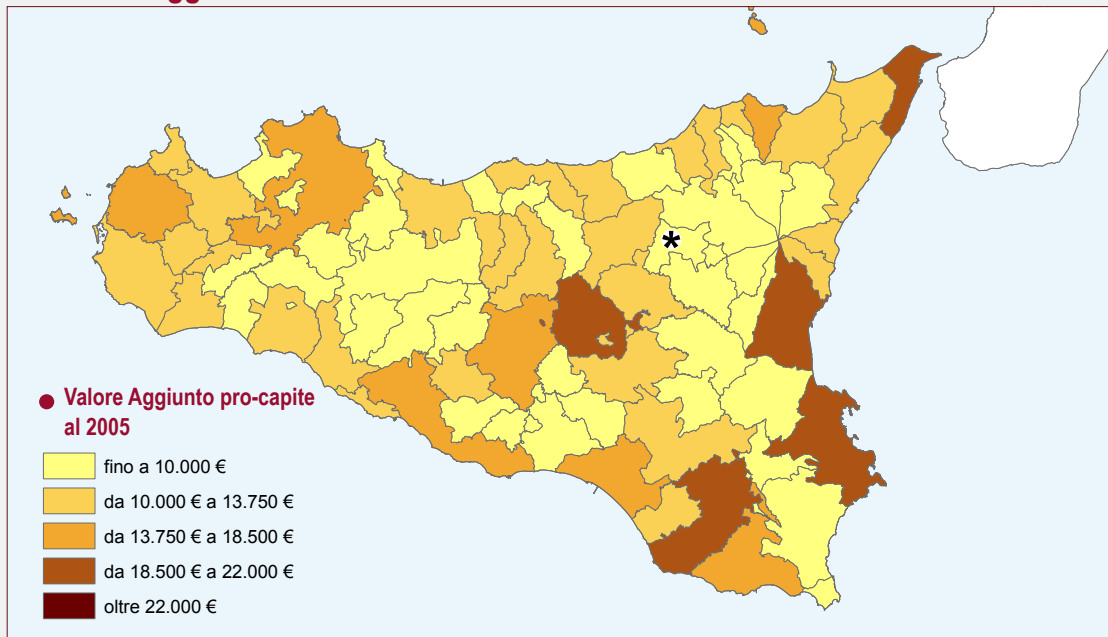 ● Valore Aggiunto pro-capite
al 2005
fino a 10.000 €
da 10.000 € a 13.750 €
da 13.750 € a 18.500 €
da 18.500 € a 22.000 €
oltre 22.000 €
*